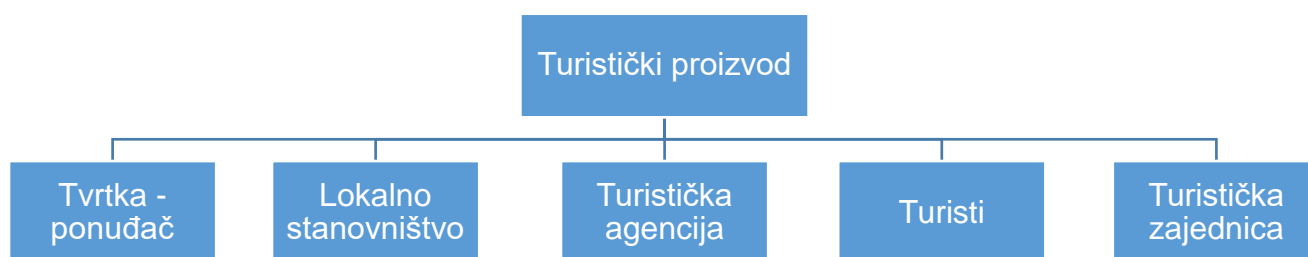 Turistički proizvod
Tvrtka -
ponuđač
Lokalno
stanovništvo
Turistička
agencija
Turisti
Turistička
zajednica